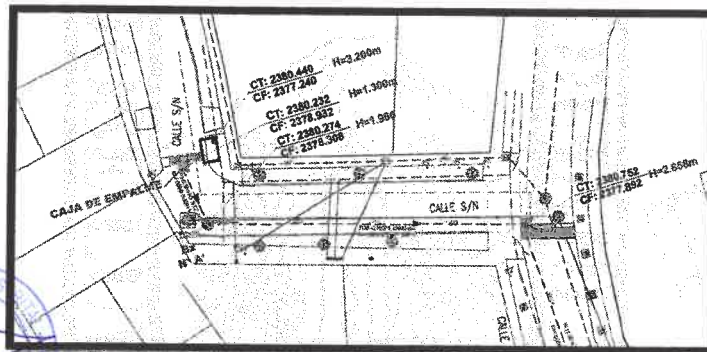 CT: 2380.440
CF: 2377.240
H=3.200m
CT: 2380.232
CF: 2378.932
H=1.300m
CT: 2380.274
CF: 2378.308
H=1.966
CALLE S/N
CAJA DE EMPALME
CALLE S/N
CT: 2380.752
CF: 2377.892
H=2.858m
CALLE